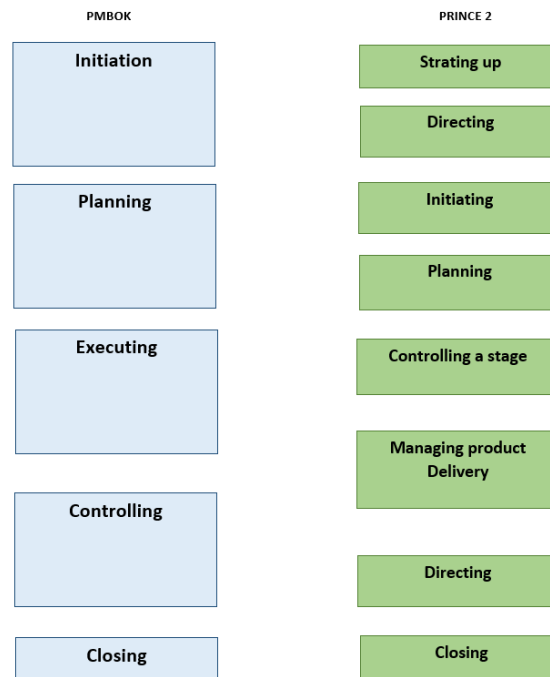 PMBOK
PRINCE 2
Initiation
Strating up
Directing
Planning
Initiating
Planning
Executing
Controlling a stage
Managing product
Delivery
Controlling
Directing
Closing
Closing